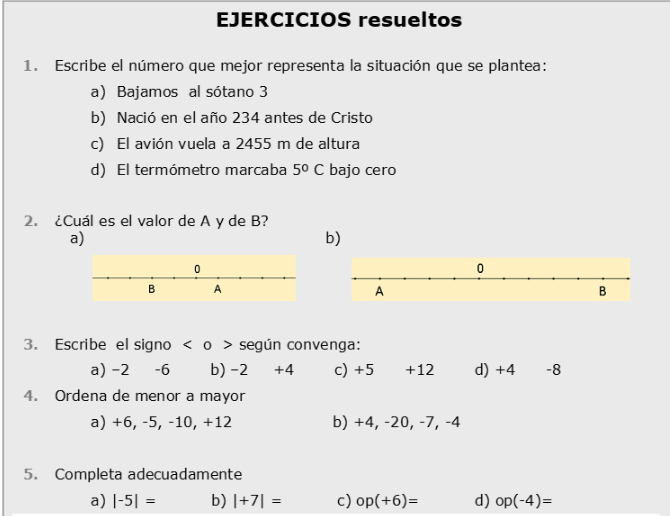 EJERCICIOS resueltos
1. Escribe el número que mejor representa la situación que se plantea:
a) Bajamos al sótano 3
b) Nació en el año 234 antes de Cristo
c) El avión vuela a 2455 m de altura
d) El termómetro marcaba 5º C bajo cero
2. ¿Cuál es el valor de A y de B?
a) b)
0 0
B A A B
3. Escribe el signo < o > según convenga:
a) −2 -6 b) −2 +4 c) +5 +12 d) +4 -8
4. Ordena de menor a mayor
a) +6, -5, -10, +12 b) +4, -20, -7, -4
5. Completa adecuadamente
a) |-5| = b) |+7| = c) op(+6)= d) op(-4)=